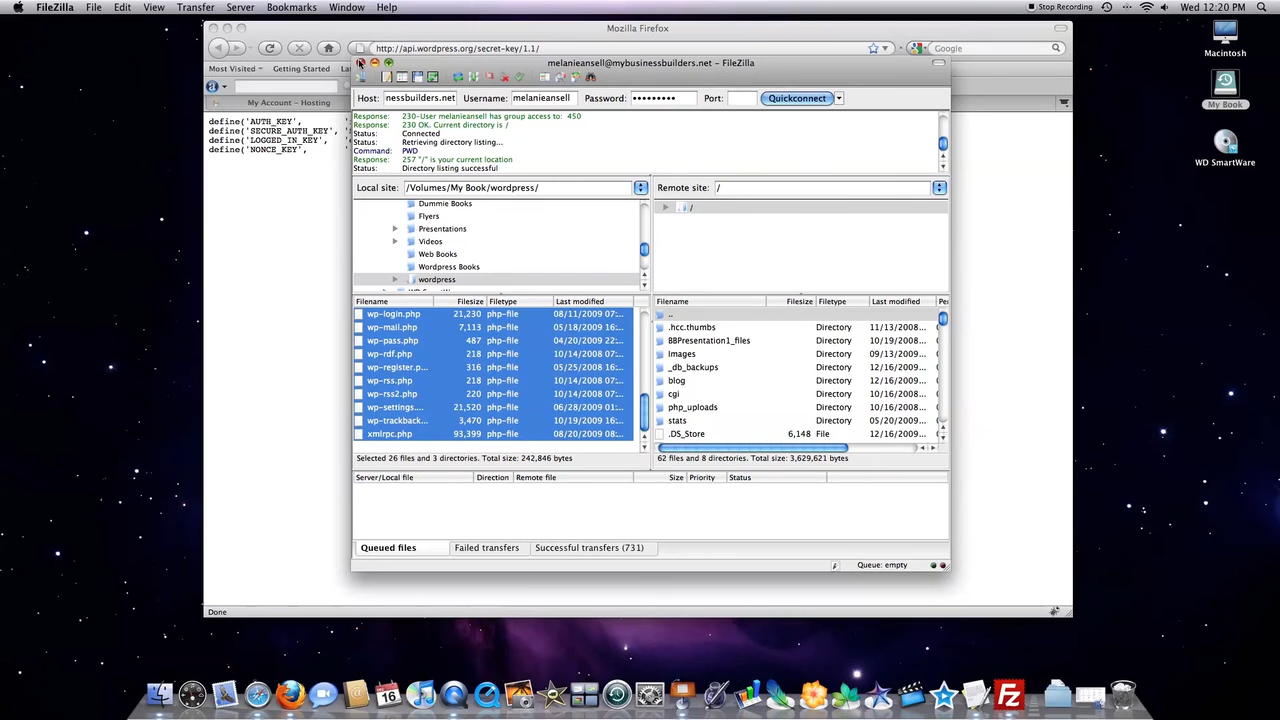 FileZilla File Edit View Transfer Server Bookmarks Window Help Stop Recording Wed 12:20 PM
Mozilla Firefox
http://api.wordpress.org/secret-key/1.1/ Google
melanieansell@mybusinessbuilders.net - FileZilla
Most Visited Getting Started
My Account - Hosting
Host: nessbuilders.net Username: melanieansell Password: ••••••••• Port: Quickconnect
define('AUTH_KEY',
define('SECURE_AUTH_KEY',
define('LOGGED_IN_KEY',
define('NONCE_KEY',
Response: 230-User melanieansell has group access to: 450
Response: 230 OK. Current directory is /
Status: Connected
Status: Retrieving directory listing...
Command: PWD
Response: 257 "/" is your current location
Status: Directory listing successful
Local site: /Volumes/My Book/wordpress/ Remote site: /
Dummie Books
Flyers
Presentations
Videos
Web Books
Wordpress Books
wordpress
/
Filename Filesize Filetype Last modified
wp-login.php 21,230 php-file 08/11/2009 07:...
wp-mail.php 7,113 php-file 05/18/2009 16:...
wp-pass.php 487 php-file 04/20/2009 22:...
wp-rdf.php 218 php-file 10/14/2008 07:...
wp-register.p... 316 php-file 05/25/2008 16:...
wp-rss.php 218 php-file 10/14/2008 07:...
wp-rss2.php 220 php-file 10/14/2008 07:...
wp-settings.... 21,520 php-file 06/28/2009 01:...
wp-trackback... 3,470 php-file 10/19/2009 16:...
xmlrpc.php 93,399 php-file 08/20/2009 08:...
Selected 26 files and 3 directories. Total size: 242,846 bytes
Filename Filesize Filetype Last modified Pe
..
.hcc.thumbs Directory 11/13/2008...
BBPresentation1_files Directory 10/19/2008...
Images Directory 09/13/2009...
_db_backups Directory 12/16/2009...
blog Directory 12/16/2009...
cgi Directory 10/16/2008...
php_uploads Directory 10/16/2008...
stats Directory 05/20/2009...
.DS_Store 6,148 File 12/16/2009...
62 files and 8 directories. Total size: 3,629,621 bytes
Server/Local file Direction Remote file Size Priority Status
Queued files Failed transfers Successful transfers (731)
Queue: empty
Done
Macintosh
My Book
WD SmartWare
16
Fz